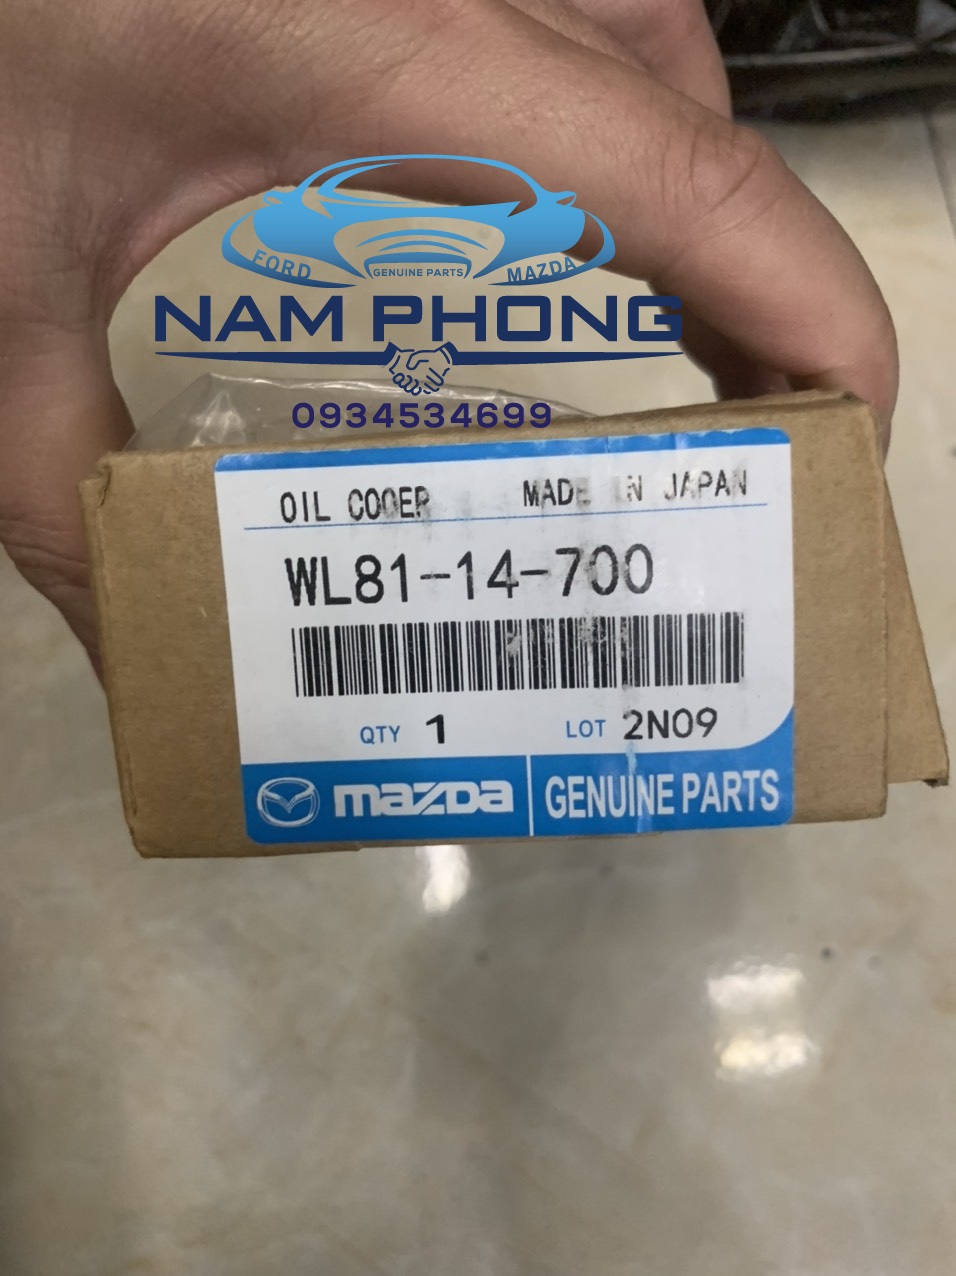 FORD GENUINE PARTS MAZDA
NAM PHONG
0934534699
OIL COOER MADE IN JAPAN
WL81-14-700
QTY 1 LOT 2N09
mazda GENUINE PARTS